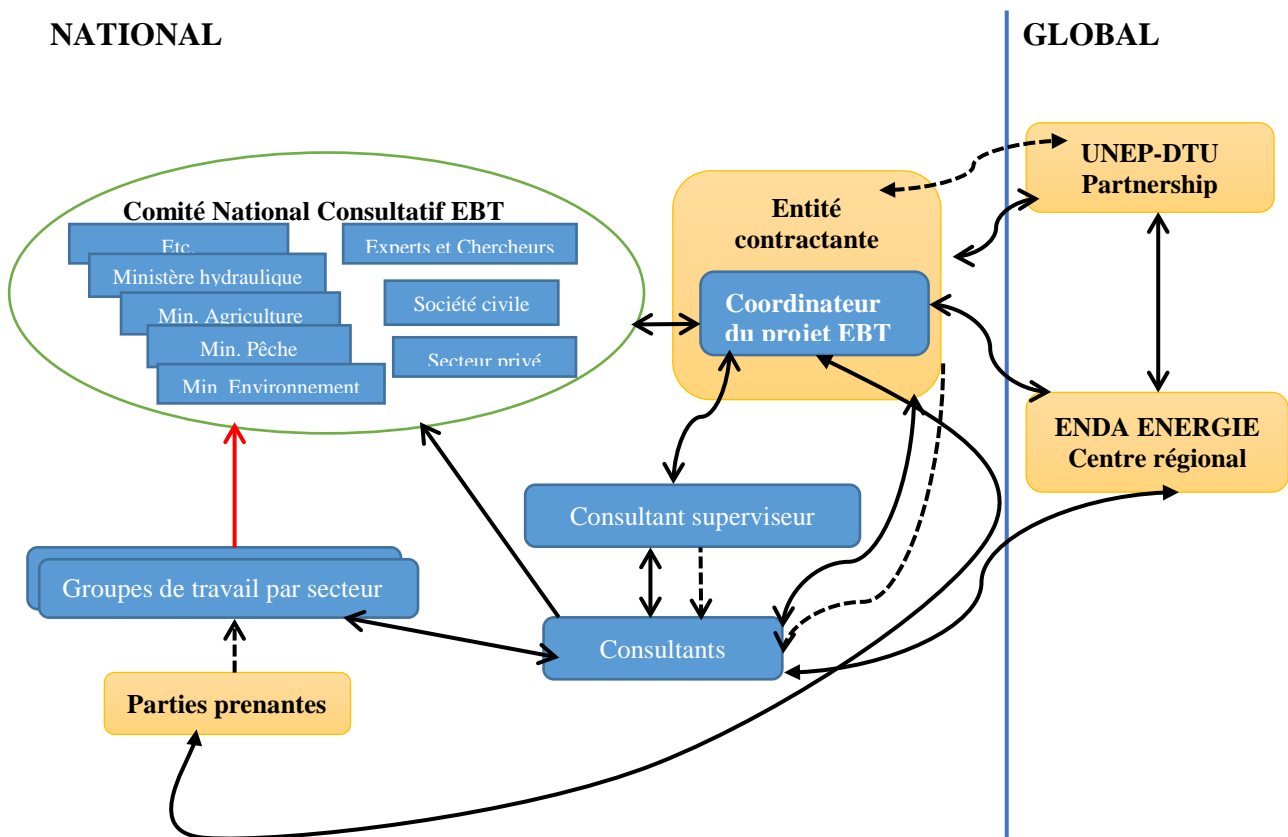 NATIONAL
GLOBAL
UNEP-DTU
Partnership
Entité
contractante
Comité National Consultatif EBT
Etc.
Experts et Chercheurs
Ministère hydraulique
Société civile
Min. Agriculture
Coordinateur
du projet EBT
Min. Pêche
Secteur privé
Min. Environnement
ENDA ENERGIE
Centre régional
Consultant superviseur
Groupes de travail par secteur
Consultants
Parties prenantes